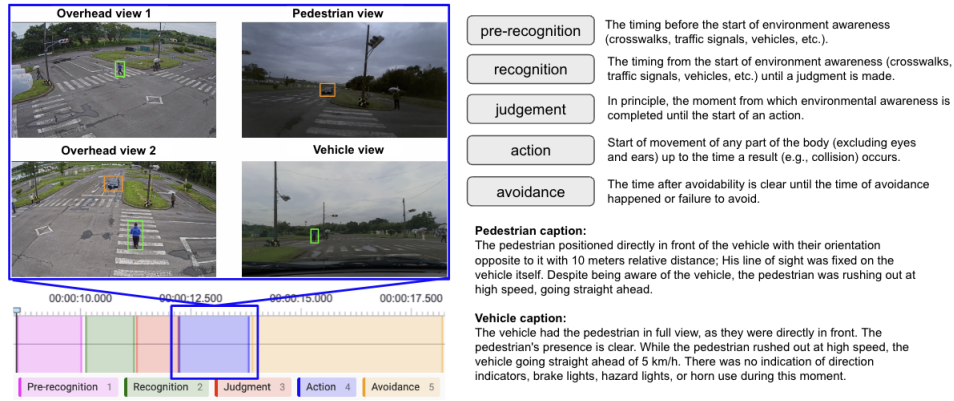 Overhead view 1
Pedestrian view
Overhead view 2
Vehicle view
00:00:10.000 00:00:12.500 00:00:15.000 00:00:17.500
Pre-recognition 1
Recognition 2
Judgment 3
Action 4
Avoidance 5
pre-recognition
The timing before the start of environment awareness
(crosswalks, traffic signals, vehicles, etc.).
recognition
The timing from the start of environment awareness (crosswalks,
traffic signals, vehicles, etc.) until a judgment is made.
judgement
In principle, the moment from which environmental awareness is
completed until the start of an action.
action
Start of movement of any part of the body (excluding eyes
and ears) up to the time a result (e.g., collision) occurs.
avoidance
The time after avoidability is clear until the time of avoidance
happened or failure to avoid.
Pedestrian caption:
The pedestrian positioned directly in front of the vehicle with their orientation
opposite to it with 10 meters relative distance; His line of sight was fixed on the
vehicle itself. Despite being aware of the vehicle, the pedestrian was rushing out at
high speed, going straight ahead.
Vehicle caption:
The vehicle had the pedestrian in full view, as they were directly in front. The
pedestrian's presence is clear. While the pedestrian rushed out at high speed, the
vehicle going straight ahead of 5 km/h. There was no indication of direction
indicators, brake lights, hazard lights, or horn use during this moment.